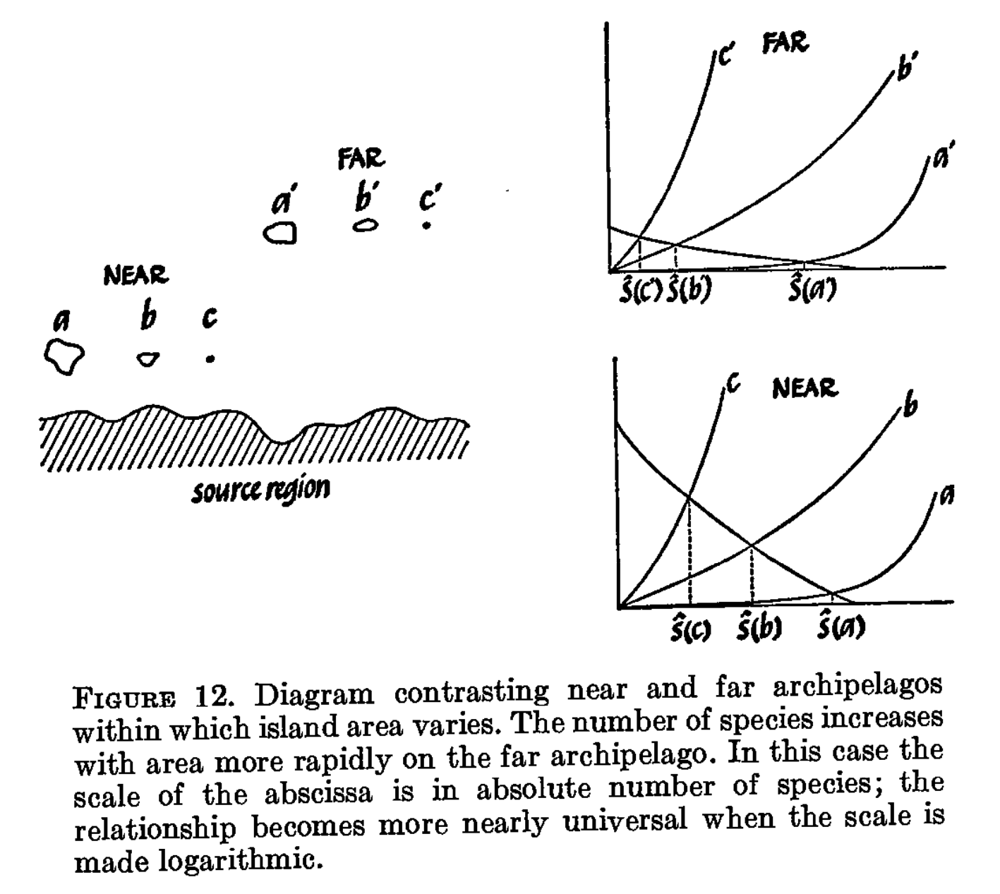 FAR
a′ b′ c′
NEAR
a b c
source region
FAR
c′
b′
a′
ŝ(c′) ŝ(b′) ŝ(a′)
NEAR
c
b
a
ŝ(c) ŝ(b) ŝ(a)
FIGURE 12. Diagram contrasting near and far archipelagos
within which island area varies. The number of species increases
with area more rapidly on the far archipelago. In this case the
scale of the abscissa is in absolute number of species; the
relationship becomes more nearly universal when the scale is
made logarithmic.